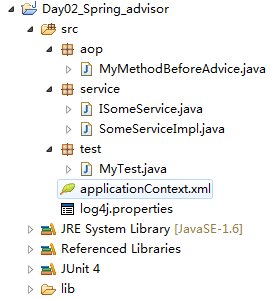 Day02_Spring_advisor
src
aop
MyMethodBeforeAdvice.java
service
ISomeService.java
SomeServiceImpl.java
test
MyTest.java
applicationContext.xml
log4j.properties
JRE System Library [JavaSE-1.6]
Referenced Libraries
JUnit 4
lib